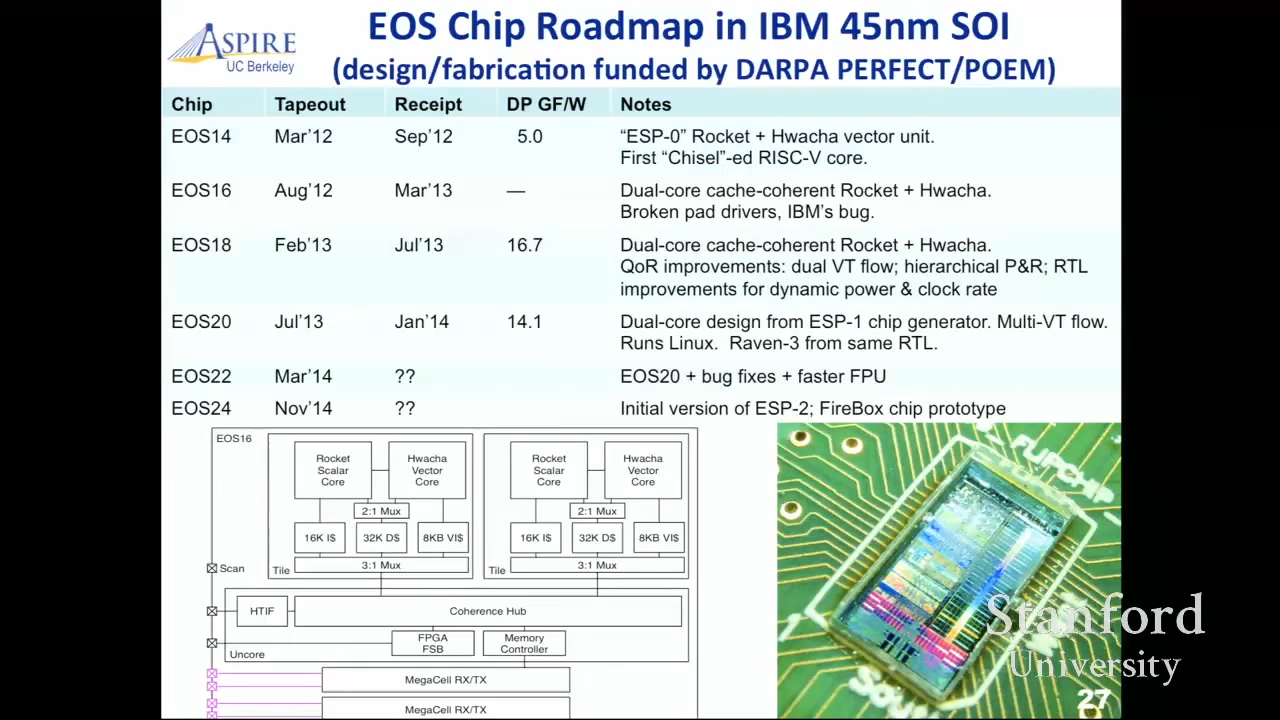 ASPIRE
UC Berkeley
EOS Chip Roadmap in IBM 45nm SOI
(design/fabrication funded by DARPA PERFECT/POEM)
Chip Tapeout Receipt DP GF/W Notes
EOS14 Mar’12 Sep’12 5.0 “ESP-0” Rocket + Hwacha vector unit.
First “Chisel”-ed RISC-V core.
EOS16 Aug’12 Mar’13 — Dual-core cache-coherent Rocket + Hwacha.
Broken pad drivers, IBM’s bug.
EOS18 Feb’13 Jul’13 16.7 Dual-core cache-coherent Rocket + Hwacha.
QoR improvements: dual VT flow; hierarchical P&R; RTL
improvements for dynamic power & clock rate
EOS20 Jul’13 Jan’14 14.1 Dual-core design from ESP-1 chip generator. Multi-VT flow.
Runs Linux. Raven-3 from same RTL.
EOS22 Mar’14 ?? EOS20 + bug fixes + faster FPU
EOS24 Nov’14 ?? Initial version of ESP-2; FireBox chip prototype
EOS16
Rocket
Scalar
Core
Hwacha
Vector
Core
2:1 Mux
16K I$ 32K D$ 8KB VI$
3:1 Mux
Tile
Rocket
Scalar
Core
Hwacha
Vector
Core
2:1 Mux
16K I$ 32K D$ 8KB VI$
3:1 Mux
Tile
Scan
HTIF
Coherence Hub
FPGA
FSB
Memory
Controller
Uncore
MegaCell RX/TX
MegaCell RX/TX
FLIPCHIP
Stanford
University
27